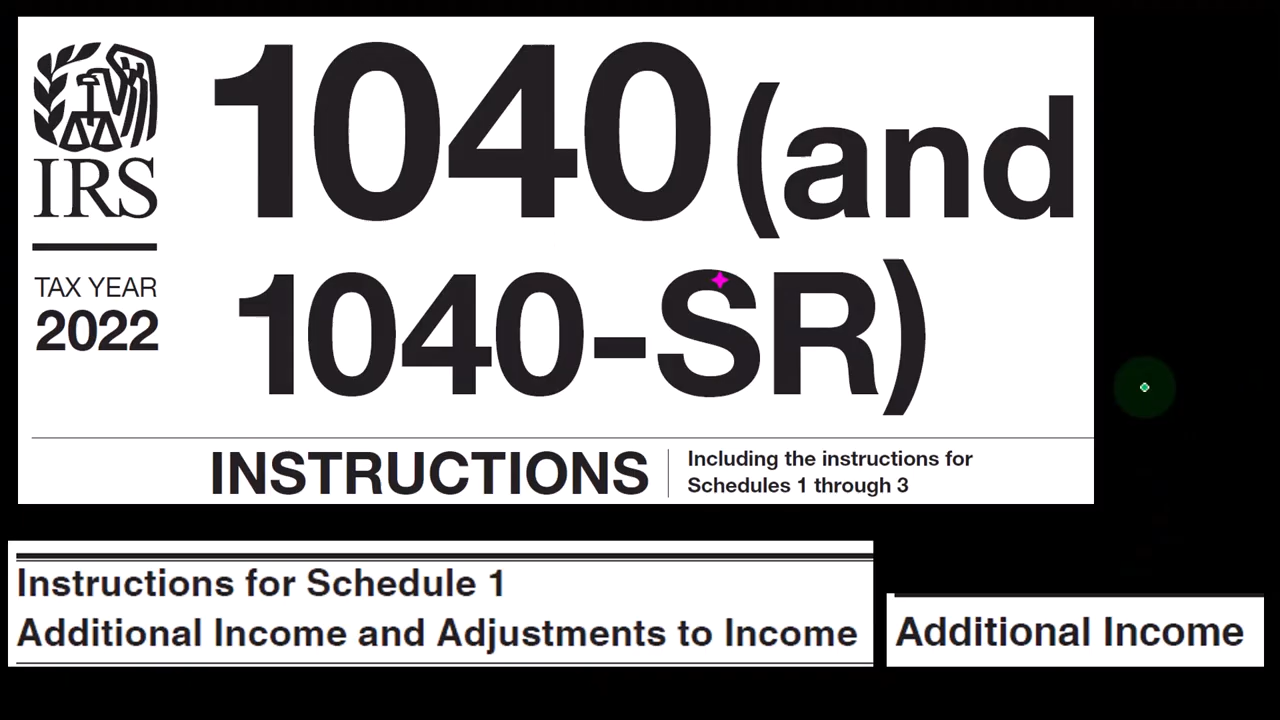 IRS
TAX YEAR
2022
1040 (and
1040-SR)
INSTRUCTIONS
Including the instructions for
Schedules 1 through 3
Instructions for Schedule 1
Additional Income and Adjustments to Income
Additional Income